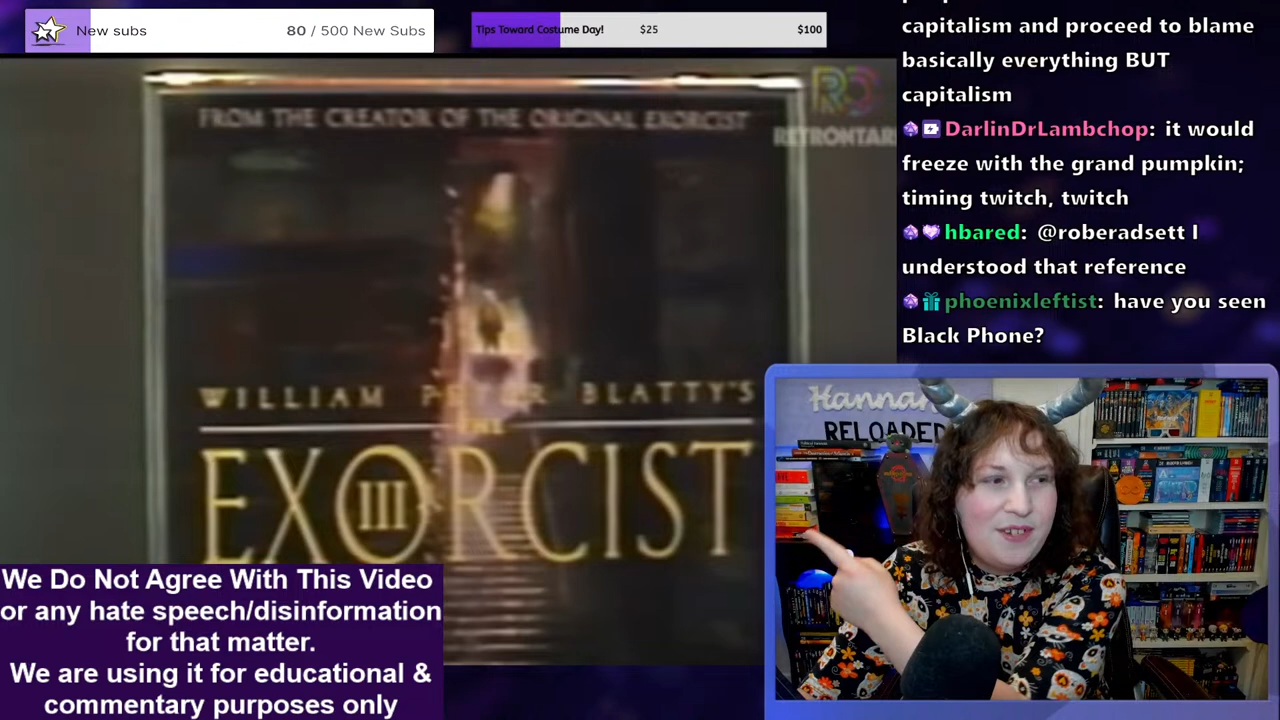 New subs 80 / 500 New Subs
Tips Toward Costume Day! $25 $100
capitalism and proceed to blame
basically everything BUT
capitalism
DarlinDrLambchop: it would
freeze with the grand pumpkin;
timing twitch, twitch
hbared: @roberadsett I
understood that reference
phoenixleftist: have you seen
Black Phone?
RETRONTAR
FROM THE CREATOR OF THE ORIGINAL EXORCIST
WILLIAM PETER BLATTY'S
THE
EXORCIST
III
We Do Not Agree With This Video
or any hate speech/disinformation
for that matter.
We are using it for educational &
commentary purposes only
Hannah
RELOADED